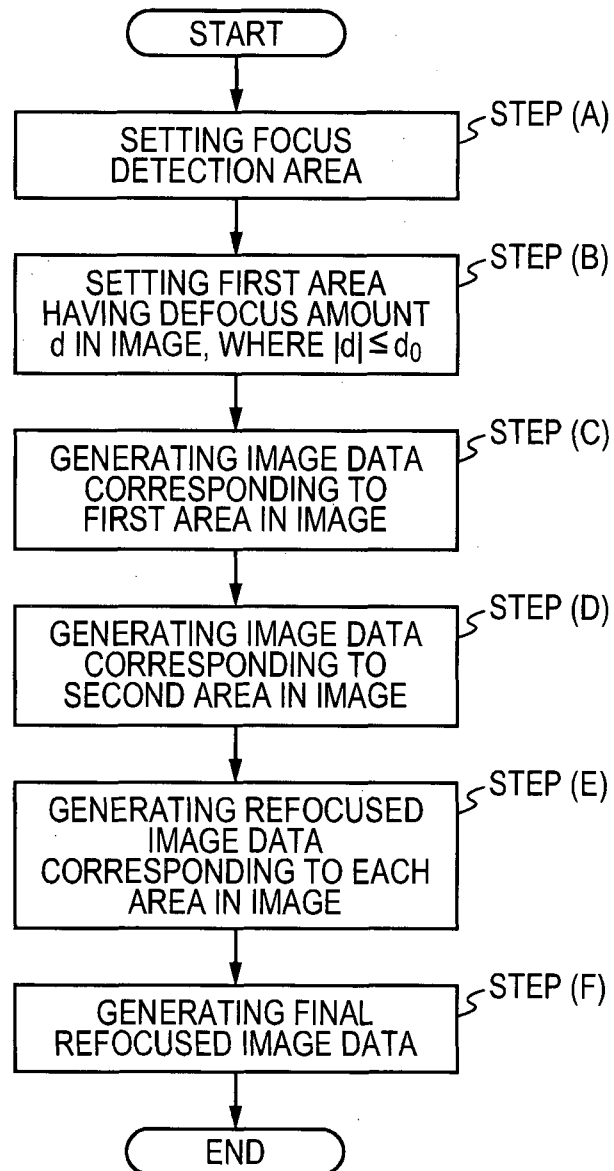 START
STEP (A)
SETTING FOCUS
DETECTION AREA
STEP (B)
SETTING FIRST AREA
HAVING DEFOCUS AMOUNT
d IN IMAGE, WHERE |d| ≤ d₀
STEP (C)
GENERATING IMAGE DATA
CORRESPONDING TO
FIRST AREA IN IMAGE
STEP (D)
GENERATING IMAGE DATA
CORRESPONDING TO
SECOND AREA IN IMAGE
STEP (E)
GENERATING REFOCUSED
IMAGE DATA
CORRESPONDING TO EACH
AREA IN IMAGE
STEP (F)
GENERATING FINAL
REFOCUSED IMAGE DATA
END